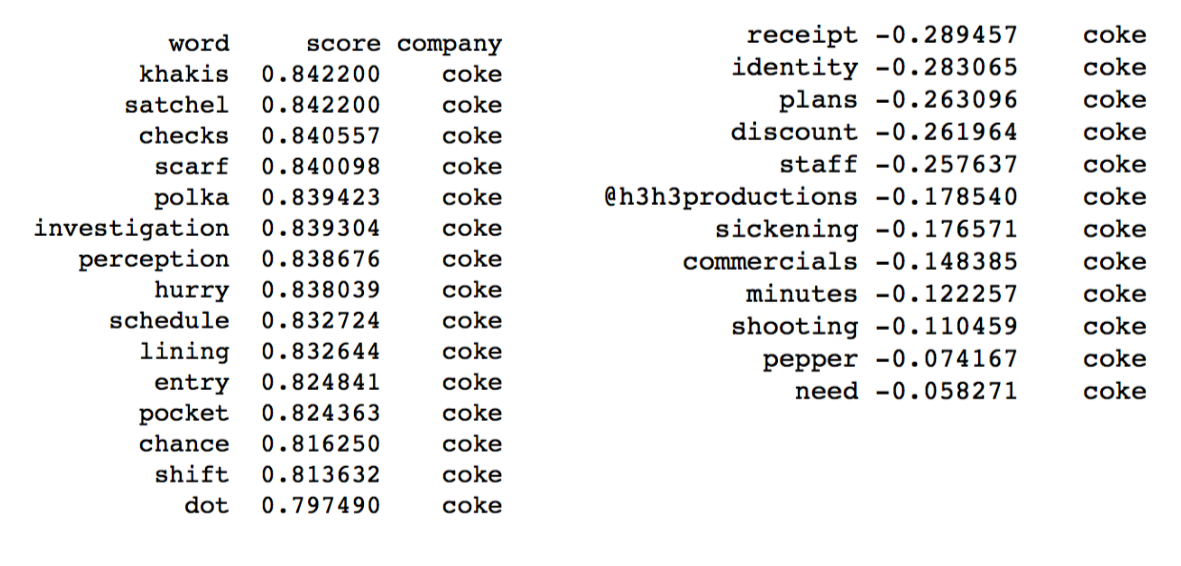 word score company
khakis 0.842200 coke
satchel 0.842200 coke
checks 0.840557 coke
scarf 0.840098 coke
polka 0.839423 coke
investigation 0.839304 coke
perception 0.838676 coke
hurry 0.838039 coke
schedule 0.832724 coke
lining 0.832644 coke
entry 0.824841 coke
pocket 0.824363 coke
chance 0.816250 coke
shift 0.813632 coke
dot 0.797490 coke
receipt -0.289457 coke
identity -0.283065 coke
plans -0.263096 coke
discount -0.261964 coke
staff -0.257637 coke
@h3h3productions -0.178540 coke
sickening -0.176571 coke
commercials -0.148385 coke
minutes -0.122257 coke
shooting -0.110459 coke
pepper -0.074167 coke
need -0.058271 coke